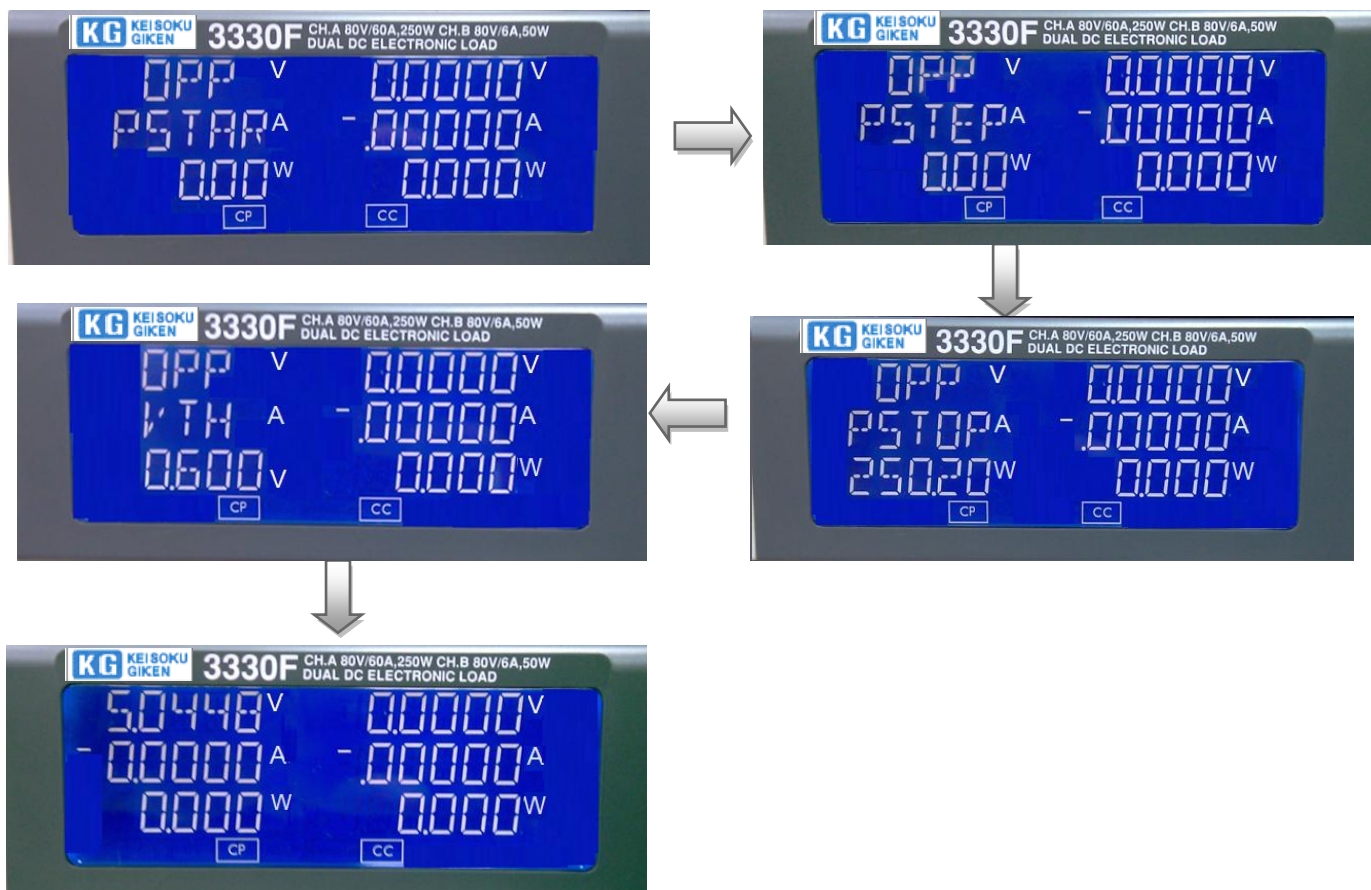 KG KEISOKU GIKEN 3330F CH.A 80V/60A,250W CH.B 80V/6A,50W
DUAL DC ELECTRONIC LOAD
OPP V 0.0000 V
PSTAR A - .00000 A
0.00 W 0.000 W
CP CC
KG KEISOKU GIKEN 3330F CH.A 80V/60A,250W CH.B 80V/6A,50W
DUAL DC ELECTRONIC LOAD
OPP V 0.0000 V
PSTEP A - .00000 A
0.00 W 0.000 W
CP CC
KG KEISOKU GIKEN 3330F CH.A 80V/60A,250W CH.B 80V/6A,50W
DUAL DC ELECTRONIC LOAD
OPP V 0.0000 V
PSTOP A - .00000 A
250.20 W 0.000 W
CP CC
KG KEISOKU GIKEN 3330F CH.A 80V/60A,250W CH.B 80V/6A,50W
DUAL DC ELECTRONIC LOAD
OPP V 0.0000 V
VTH A - .00000 A
0.600 V 0.000 W
CP CC
KG KEISOKU GIKEN 3330F CH.A 80V/60A,250W CH.B 80V/6A,50W
DUAL DC ELECTRONIC LOAD
5.0448 V 0.0000 V
- 0.0000 A - .00000 A
0.000 W 0.000 W
CP CC